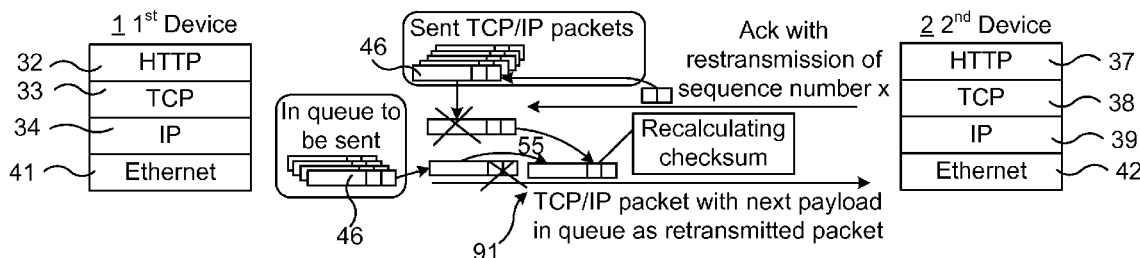 1 1st Device
32
HTTP
33
TCP
34
IP
41
Ethernet
Sent TCP/IP packets
46
In queue to
be sent
46
Ack with
restransmission of
sequence number x
55
Recalculating
checksum
91
TCP/IP packet with next payload
in queue as retransmitted packet
2 2nd Device
HTTP
37
TCP
38
IP
39
Ethernet
42